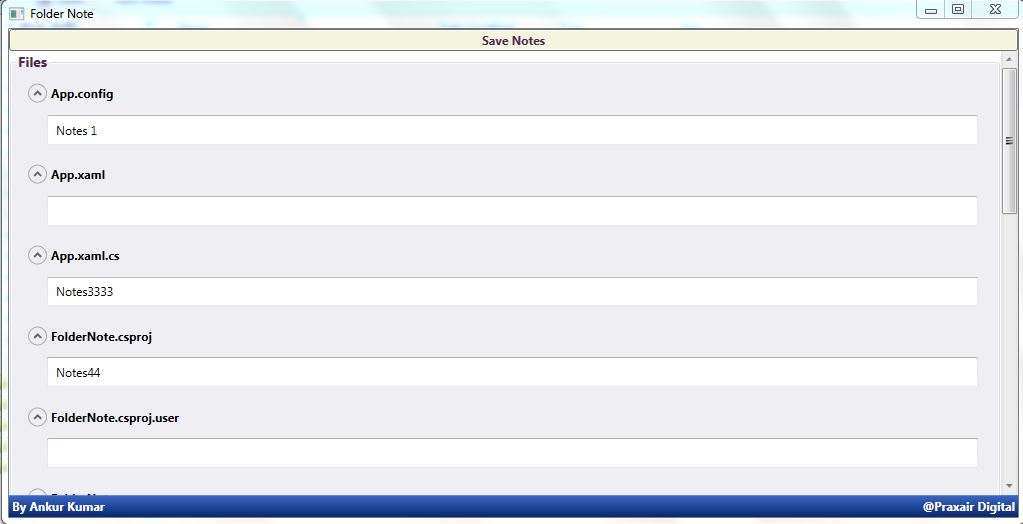 Folder Note
Save Notes
Files
App.config
Notes 1
App.xaml
App.xaml.cs
Notes3333
FolderNote.csproj
Notes44
FolderNote.csproj.user
By Ankur Kumar
@Praxair Digital